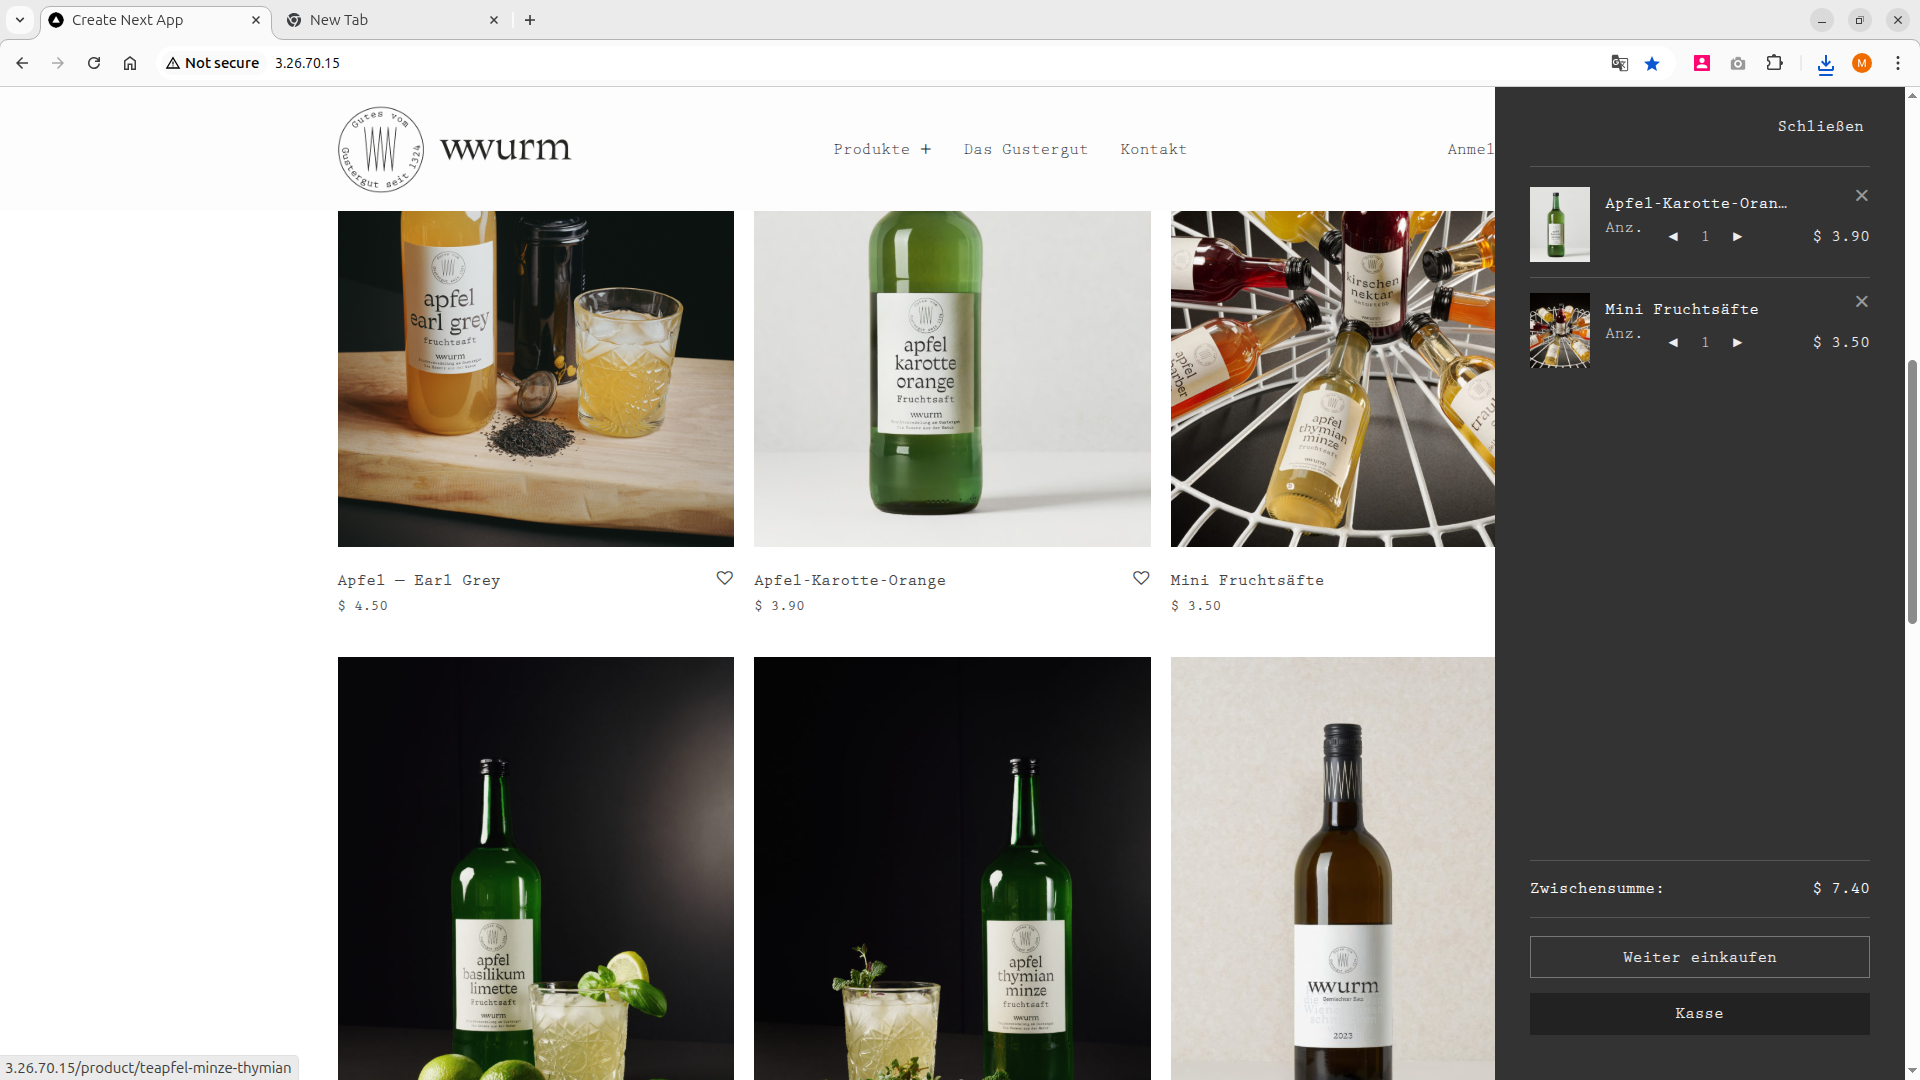 Create Next App
New Tab
Not secure
3.26.70.15
M
Gutes vom
Gustergut seit 1324
wwurm
Produkte +
Das Gustergut
Kontakt
Anmel
Schließen
Apfel-Karotte-Oran…
Anz.
1
$ 3.90
Mini Fruchtsäfte
Anz.
1
$ 3.50
apfel
earl grey
fruchtsaft
wwurm
apfel
karotte
orange
Fruchtsaft
wwurm
kirschen
nektar
apfel
thymian
minze
fruchtsaft
wwurm
Apfel — Earl Grey
$ 4.50
Apfel-Karotte-Orange
$ 3.90
Mini Fruchtsäfte
$ 3.50
apfel
basilikum
limette
Fruchtsaft
wwurm
apfel
thymian
minze
fruchtsaft
wwurm
wwurm
Gemischter Satz
2023
Zwischensumme:
$ 7.40
Weiter einkaufen
Kasse
3.26.70.15/product/teapfel-minze-thymian